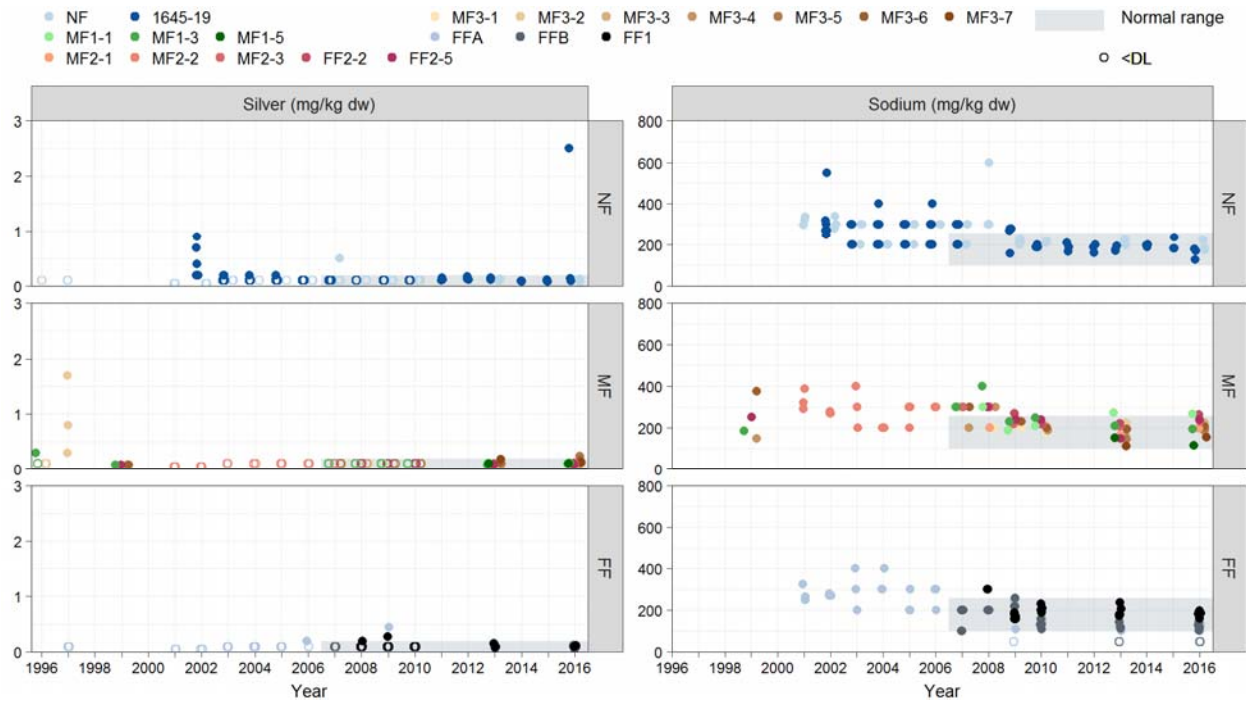 NF 1645-19 MF3-1 MF3-2 MF3-3 MF3-4 MF3-5 MF3-6 MF3-7 Normal range
MF1-1 MF1-3 MF1-5 FFA FFB FF1
MF2-1 MF2-2 MF2-3 FF2-2 FF2-5 <DL
Silver (mg/kg dw) Sodium (mg/kg dw)
3 800
600
2
400
1
200
0 0
NF NF
3 800
600
2
400
1
200
0 0
MF MF
3 800
600
2
400
1
200
0 0
FF FF
1996 1998 2000 2002 2004 2006 2008 2010 2012 2014 2016 1996 1998 2000 2002 2004 2006 2008 2010 2012 2014 2016
Year Year